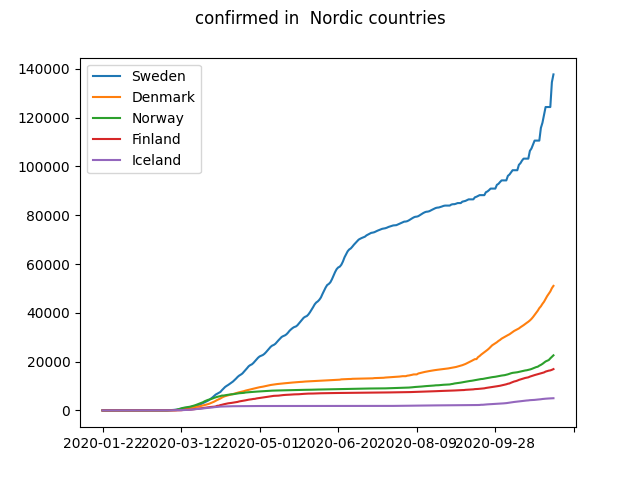 confirmed in  Nordic countries
140000
120000
100000
80000
60000
40000
20000
0
Sweden
Denmark
Norway
Finland
Iceland
2020-01-22 2020-03-12 2020-05-01 2020-06-20 2020-08-09 2020-09-28